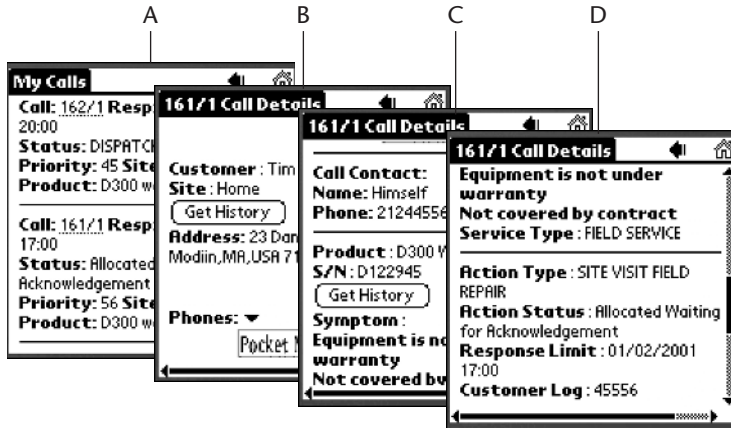 A B C D
My Calls
Call: 162/1 Resp
20:00
Status: DISPATCH
Priority: 45 Site
Product: D300 w
Call: 161/1 Resp
17:00
Status: Allocated
Acknowledgement
Priority: 56 Site
Product: D300 w
161/1 Call Details
Customer : Tim
Site : Home
Get History
Address: 23 Dan
Modiin,MA,USA 71
Phones:
Pocket
161/1 Call Details
Call Contact:
Name: Himself
Phone: 21244556
Product : D300 W
S/N : D122945
Get History
Symptom :
Equipment is no
warranty
Not covered by
161/1 Call Details
Equipment is not under
warranty
Not covered by contract
Service Type : FIELD SERVICE
Action Type : SITE VISIT FIELD
REPAIR
Action Status : Allocated Waiting
for Acknowledgement
Response Limit : 01/02/2001
17:00
Customer Log : 45556